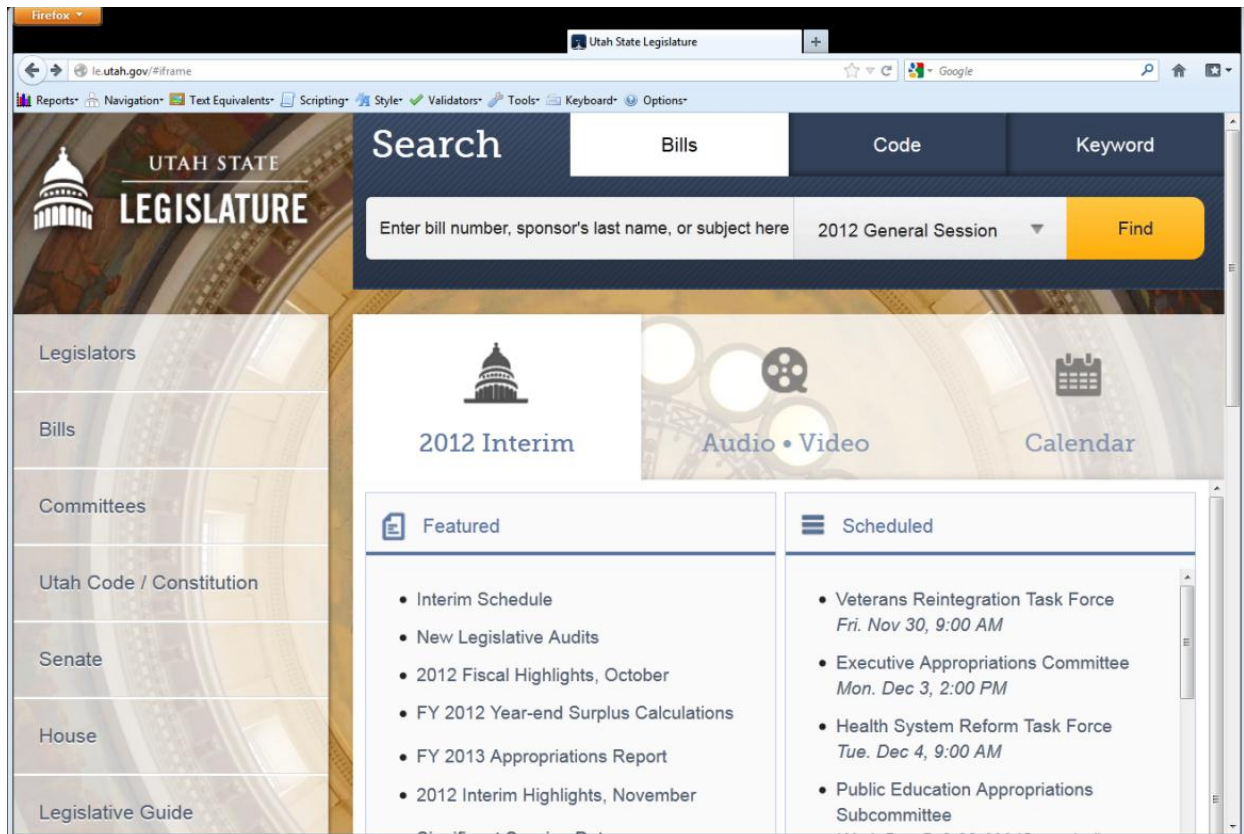 Firefox
Utah State Legislature
le.utah.gov/#iframe
Google
Reports Navigation Text Equivalents Scripting Style Validators Tools Keyboard Options
UTAH STATE
LEGISLATURE
Search
Bills
Code
Keyword
Enter bill number, sponsor's last name, or subject here
2012 General Session
Find
Legislators
Bills
Committees
Utah Code / Constitution
Senate
House
Legislative Guide
2012 Interim
Audio • Video
Calendar
Featured
• Interim Schedule
• New Legislative Audits
• 2012 Fiscal Highlights, October
• FY 2012 Year-end Surplus Calculations
• FY 2013 Appropriations Report
• 2012 Interim Highlights, November
Scheduled
• Veterans Reintegration Task Force
Fri. Nov 30, 9:00 AM
• Executive Appropriations Committee
Mon. Dec 3, 2:00 PM
• Health System Reform Task Force
Tue. Dec 4, 9:00 AM
• Public Education Appropriations
Subcommittee